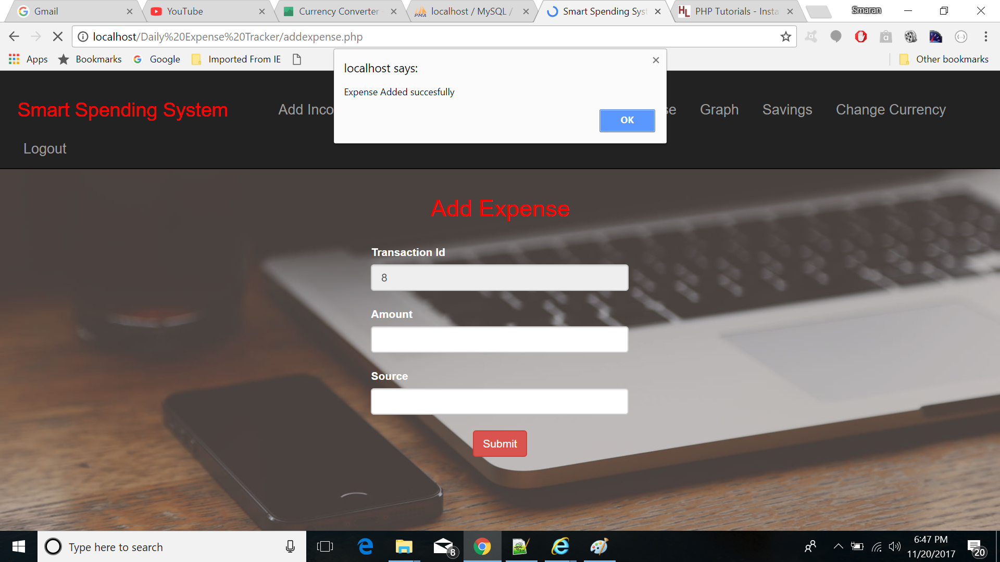 Gmail
YouTube
Currency Converter
localhost / MySQL /
Smart Spending Syst
PHP Tutorials - Insta
Smaran
localhost/Daily%20Expense%20Tracker/addexpense.php
Apps
Bookmarks
Google
Imported From IE
Other bookmarks
localhost says:
Expense Added succesfully
OK
Smart Spending System
Add Inco
se
Graph
Savings
Change Currency
Logout
Add Expense
Transaction Id
8
Amount
Source
Submit
Type here to search
8
6:47 PM
11/20/2017
20